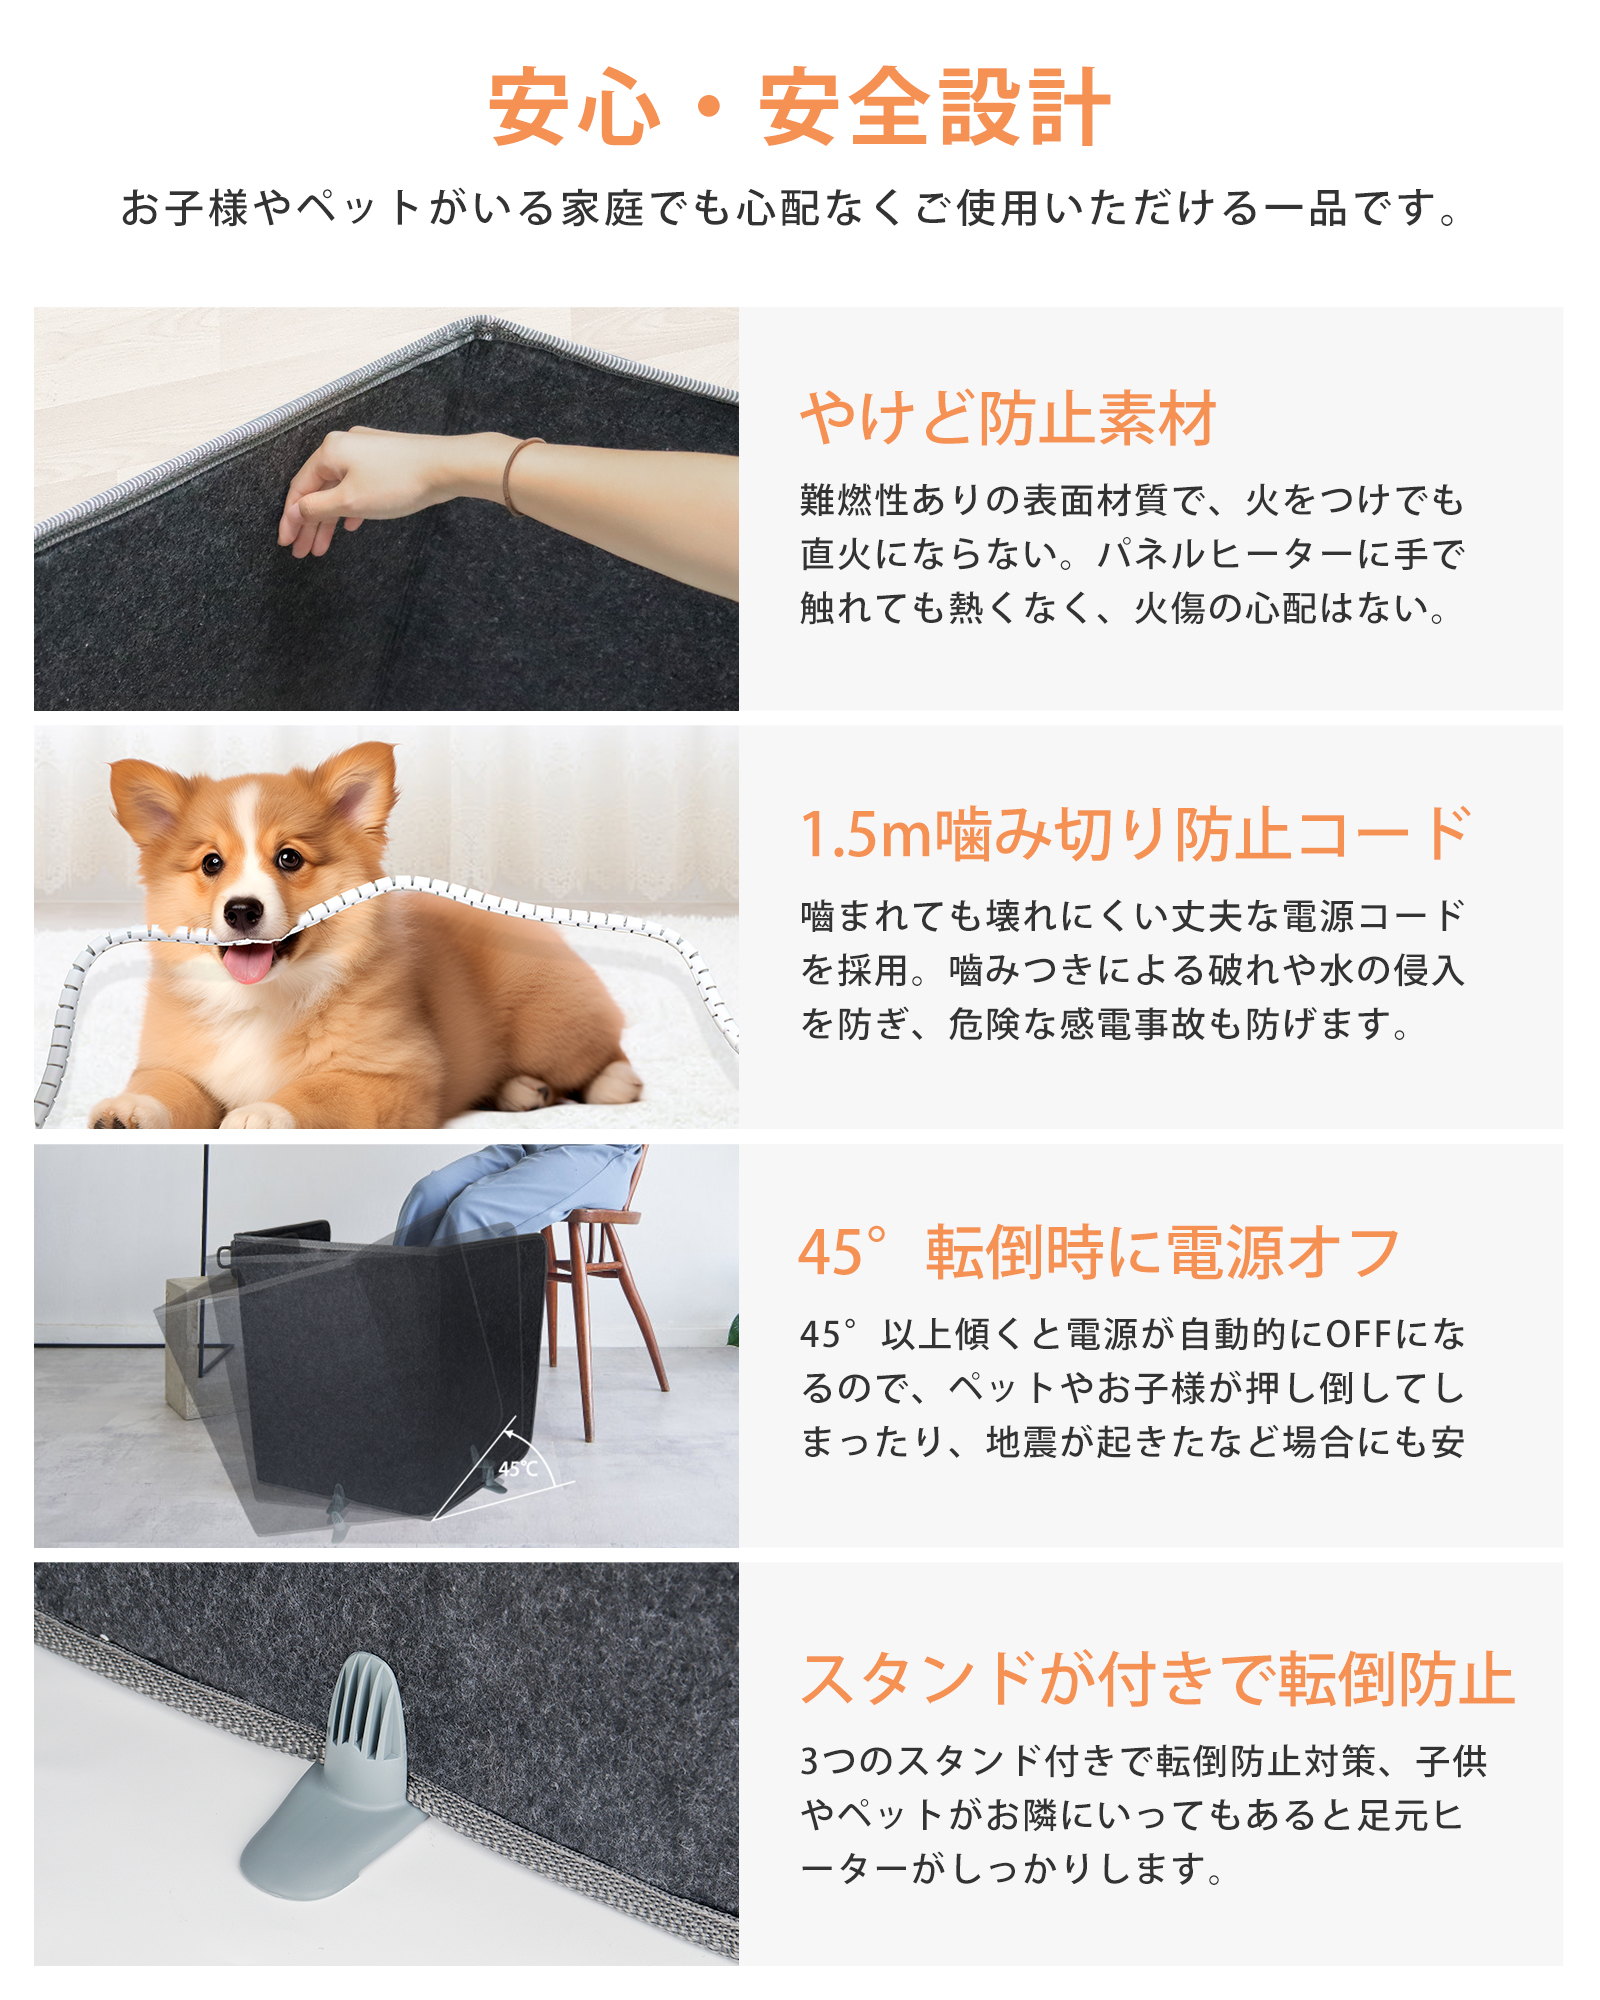 安心・安全設計
お子様やペットがいる家庭でも心配なくご使用いただける一品です。
やけど防止素材
難燃性ありの表面材質で、火をつけでも
直火にならない。パネルヒーターに手で
触れても熱くなく、火傷の心配はない。
1.5m噛み切り防止コード
噛まれても壊れにくい丈夫な電源コード
を採用。噛みつきによる破れや水の侵入
を防ぎ、危険な感電事故も防げます。
45°転倒時に電源オフ
45°以上傾くと電源が自動的にOFFにな
るので、ペットやお子様が押し倒してし
まったり、地震が起きたなど場合にも安
45℃
スタンドが付きで転倒防止
3つのスタンド付きで転倒防止対策、子供
やペットがお隣にいってもあると足元ヒ
ーターがしっかりします。